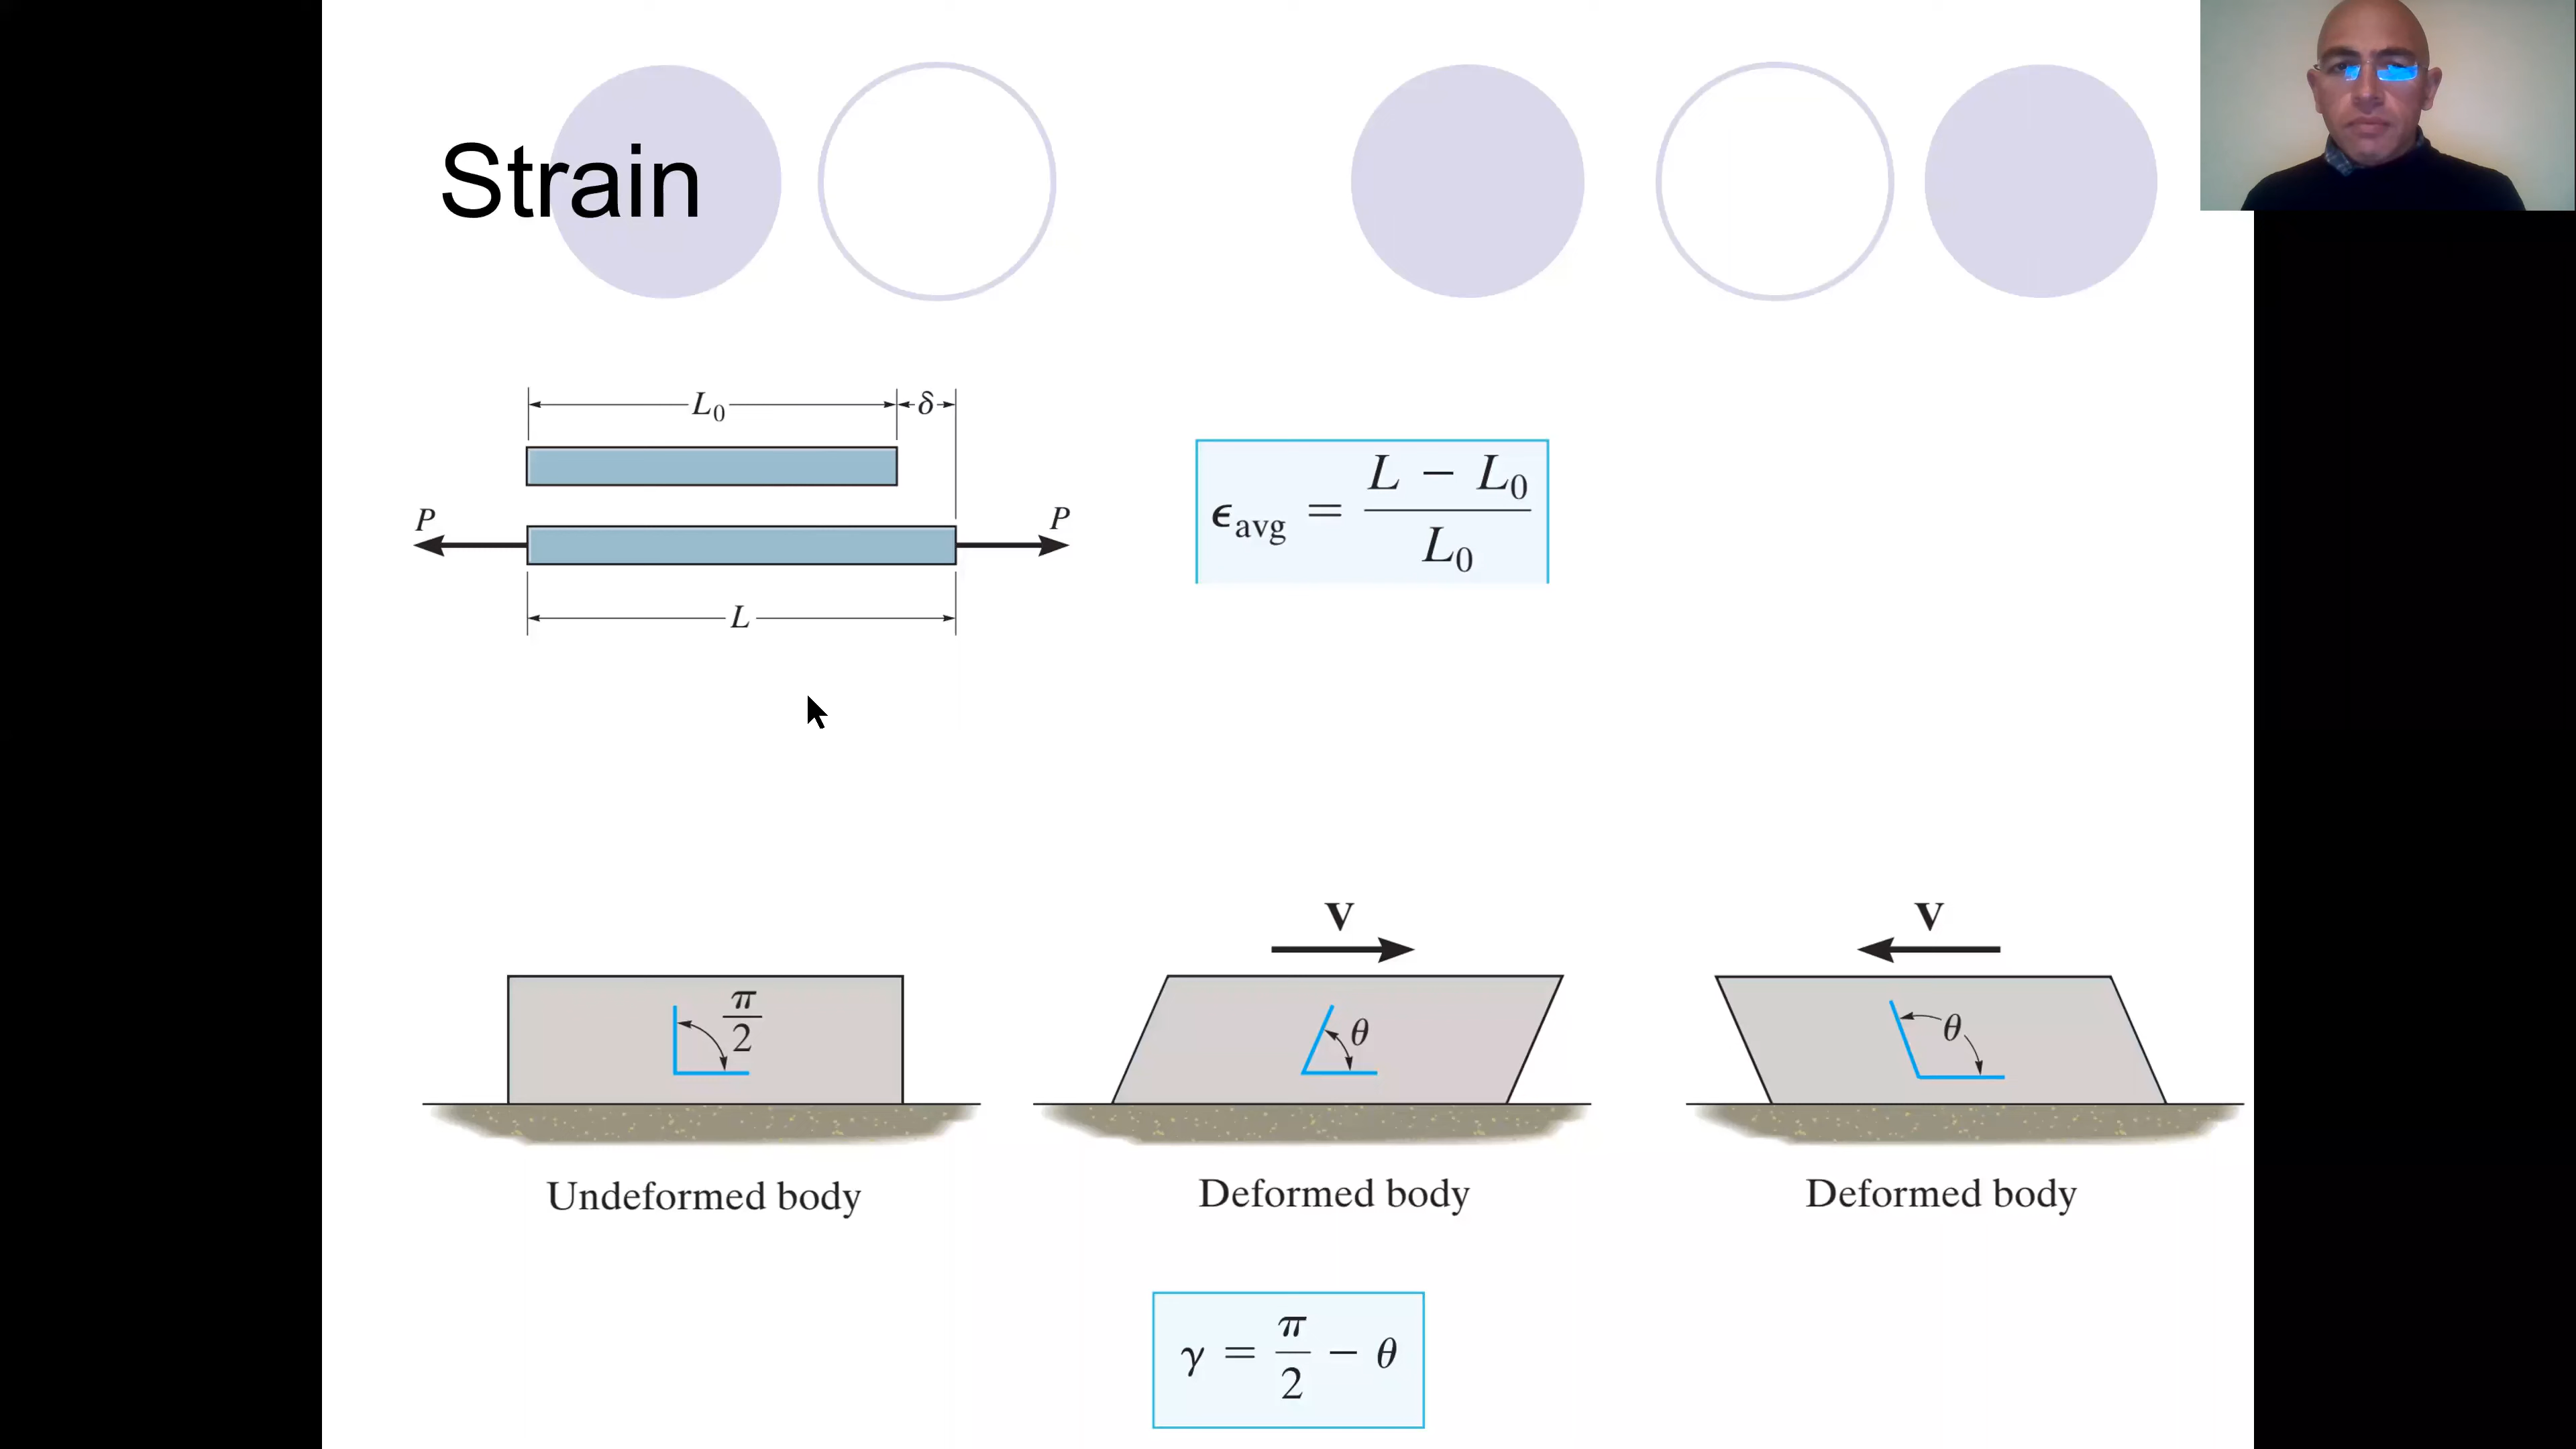 Strain
L₀ δ
P P
L
ϵavg = (L − L₀) / L₀
V V
π/2 θ θ
Undeformed body Deformed body Deformed body
γ = π/2 − θ